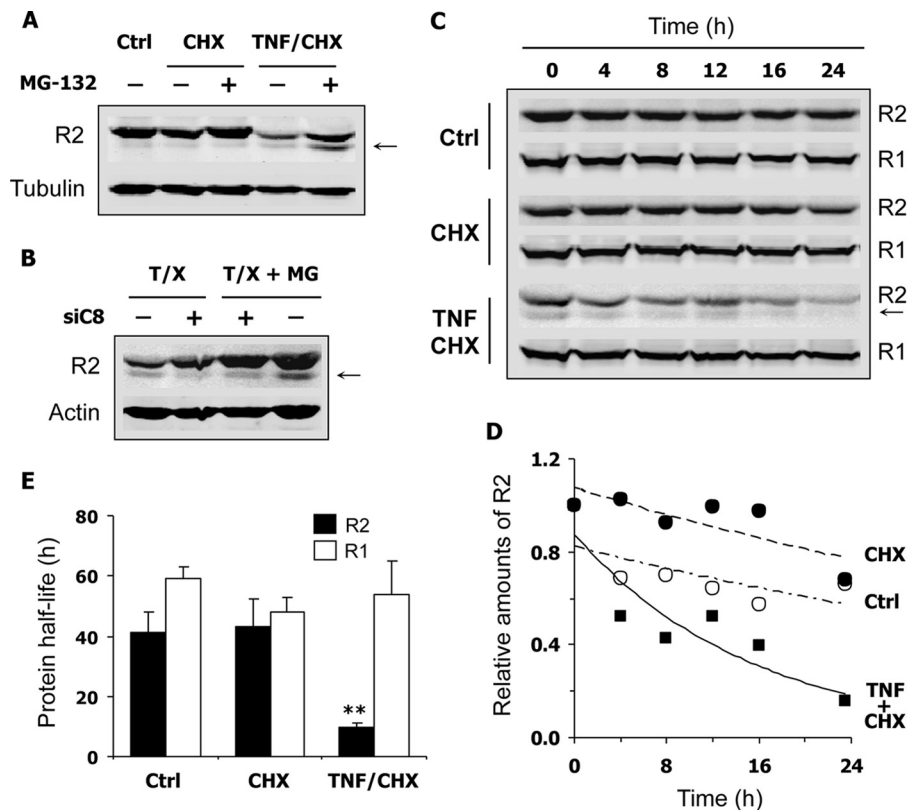 A
Ctrl CHX TNF/CHX
MG-132 − − + − +
R2 ←
Tubulin
B
T/X T/X + MG
siC8 − + + −
R2 ←
Actin
C
Time (h)
0 4 8 12 16 24
Ctrl
R2
R1
CHX
R2
R1
TNF
CHX
R2
←
R1
D
Relative amounts of R2
1.2
0.8
0.4
0.0
0 8 16 24
Time (h)
CHX
Ctrl
TNF
+
CHX
E
Protein half-life (h)
80
60
40
20
0
R2
R1
**
Ctrl CHX TNF/CHX